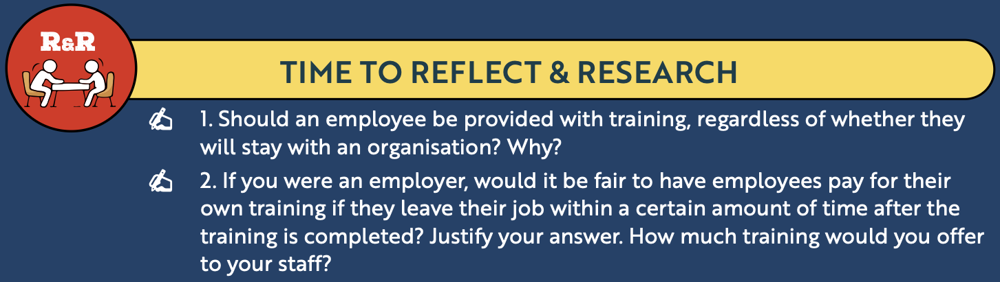 R&R
TIME TO REFLECT & RESEARCH
1. Should an employee be provided with training, regardless of whether they
will stay with an organisation? Why?
2. If you were an employer, would it be fair to have employees pay for their
own training if they leave their job within a certain amount of time after the
training is completed? Justify your answer. How much training would you offer
to your staff?